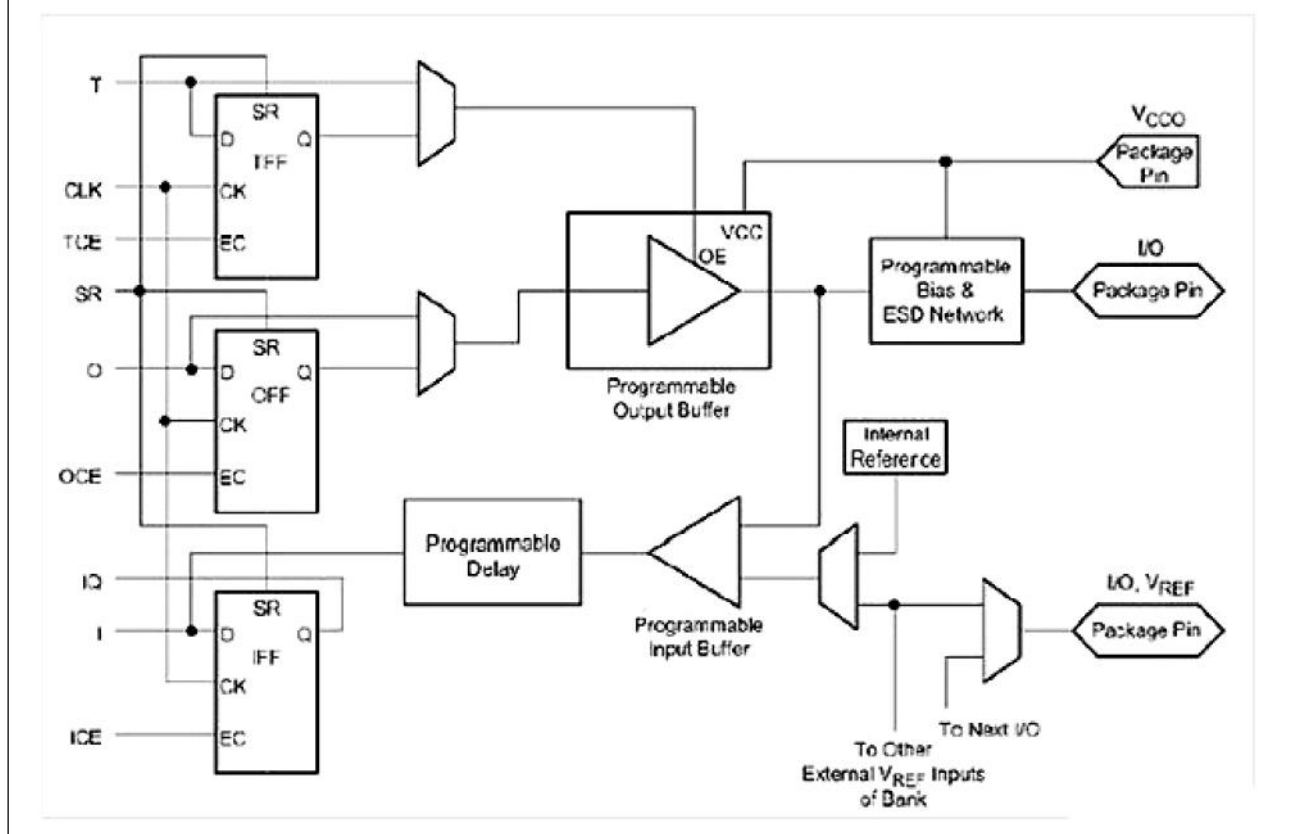 T
SR
D
Q
TFF
CLK
CK
TCE
EC
SR
SR
O
D
Q
OFF
CK
OCE
EC
IQ
SR
I
D
Q
IFF
CK
ICE
EC
VCC
OE
Programmable
Output Buffer
VCCO
Package
Pin
I/O
Programmable
Bias &
ESD Network
Package Pin
Internal
Reference
Programmable
Delay
Programmable
Input Buffer
I/O, VREF
Package Pin
To Next I/O
To Other
External VREF Inputs
of Bank